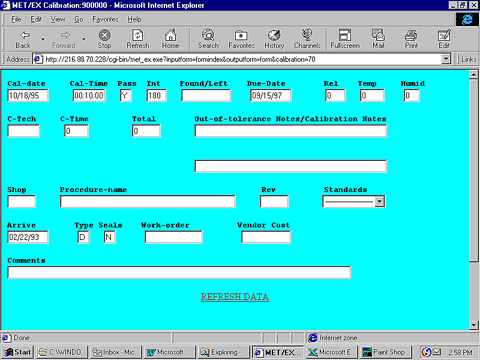 MET/EX Calibration:900000 - Microsoft Internet Explorer
File Edit View Go Favorites Help
Back Forward Stop Refresh Home Search Favorites History Channels Fullscreen Mail Print Edit
Address http://216.88.70.228/cgi-bin/met_ex.exe?inputform=formindex&outputform=form&calibration=70 Links
Cal-date Cal-Time Pass Int Found/Left Due-Date Rel Temp Humid
10/18/95 00:10:00 Y 180 09/15/97 0 0 0
C-Tech C-Time Total Out-of-tolerance Notes/Calibration Notes
0 0
Shop Procedure-name Rev Standards
Arrive Type Seals Work-order Vendor Cost
02/22/93 D N
Comments
REFRESH DATA
Done Internet zone
Start C:\WINDO... Inbox - Mic... Microsoft Exploring - MET/EX... Microsoft E Paint Shop 2:58 PM